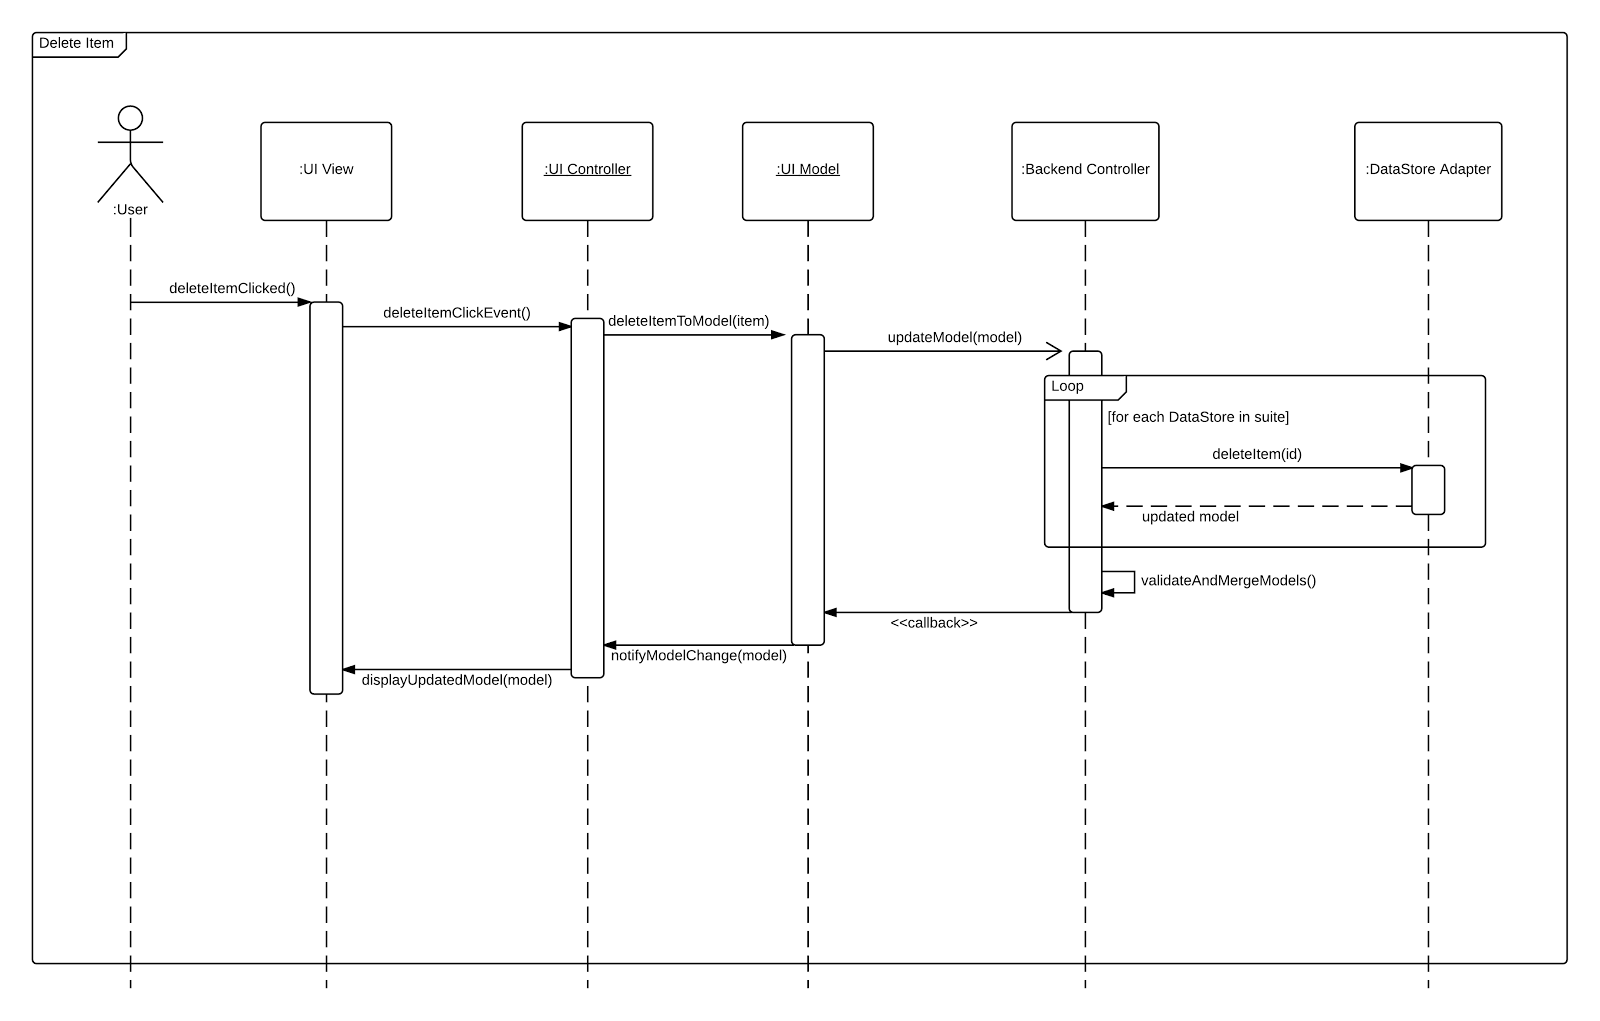 Delete Item
:User
:UI View
:UI Controller
:UI Model
:Backend Controller
:DataStore Adapter
deleteItemClicked()
deleteItemClickEvent()
deleteItemToModel(item)
updateModel(model)
Loop
[for each DataStore in suite]
deleteItem(id)
updated model
validateAndMergeModels()
<<callback>>
notifyModelChange(model)
displayUpdatedModel(model)